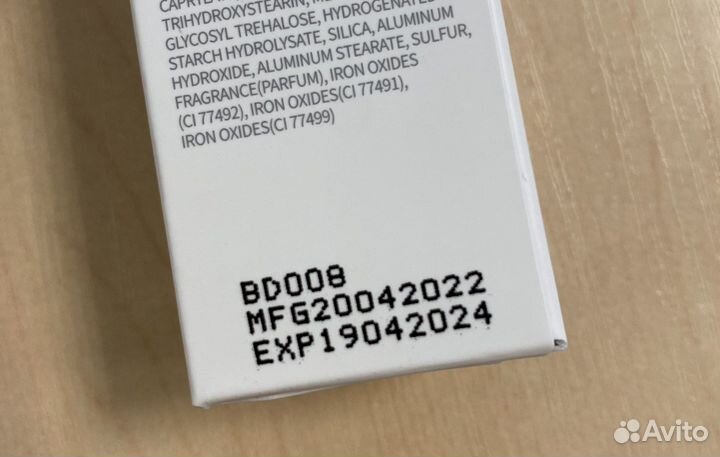 TRIHYDROXYSTEARIN,
GLYCOSYL TREHALOSE, HYDROGENATED
STARCH HYDROLYSATE, SILICA, ALUMINUM
HYDROXIDE, ALUMINUM STEARATE, SULFUR,
FRAGRANCE(PARFUM), IRON OXIDES
(CI 77492), IRON OXIDES(CI 77491),
IRON OXIDES(CI 77499)
BD008
MFG20042022
EXP19042024
Avito